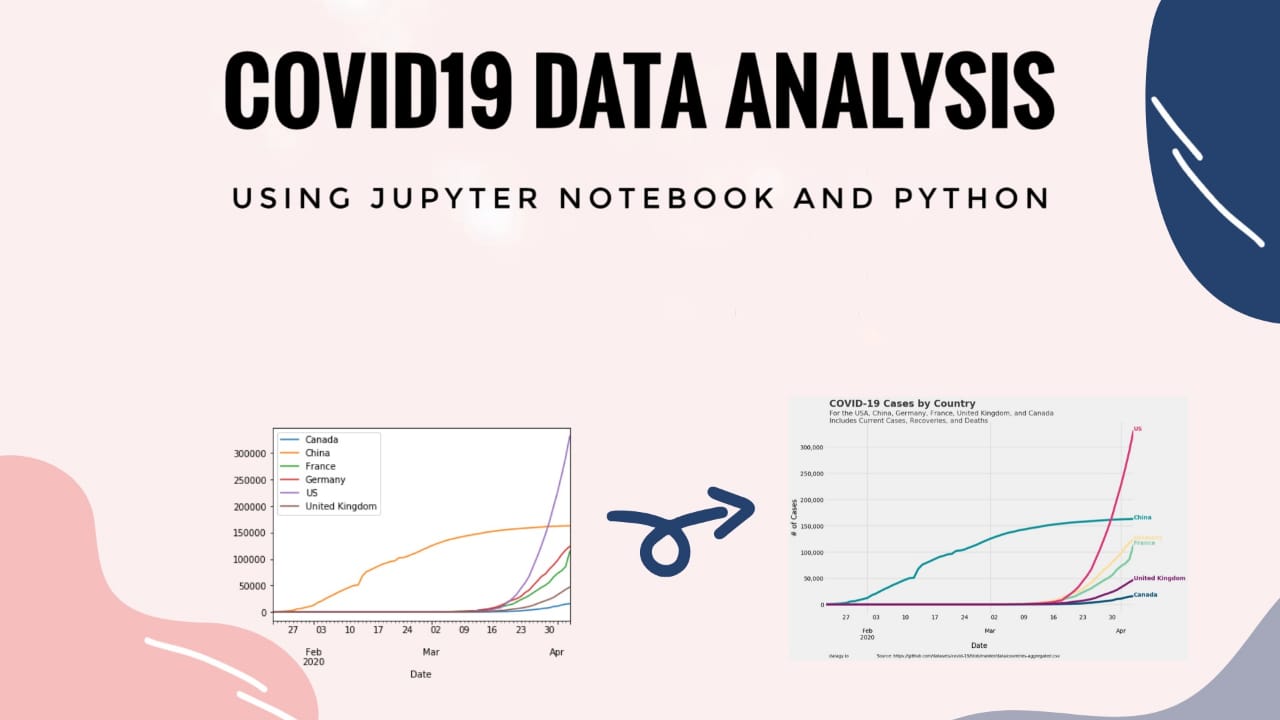 COVID19 DATA ANALYSIS
USING JUPYTER NOTEBOOK AND PYTHON
Canada
China
France
Germany
US
United Kingdom
300000
250000
200000
150000
100000
50000
0
27 03 10 17 24 02 09 16 23 30
Feb Mar Apr
2020
Date
COVID-19 Cases by Country
For the USA, China, Germany, France, United Kingdom, and Canada
Includes Current Cases, Recoveries, and Deaths
# of Cases
300,000
250,000
200,000
150,000
100,000
50,000
0
US
China
Germany
France
United Kingdom
Canada
27 03 10 17 24 02 09 16 23 30
Feb Mar Apr
2020
Date
Source: https://github.com/datasets/covid-19/blob/master/data/countries-aggregated.csv